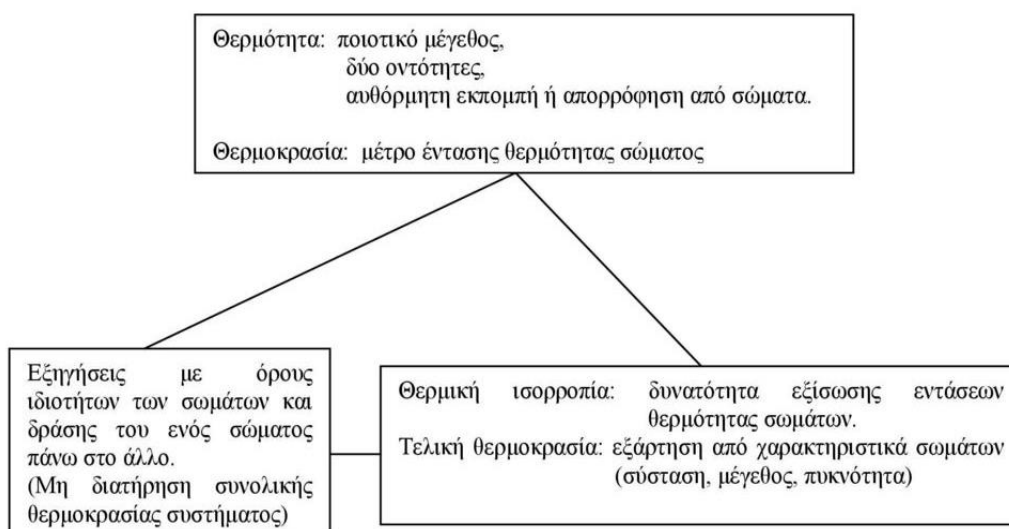 Θερμότητα: ποιοτικό μέγεθος,
δύο οντότητες,
αυθόρμητη εκπομπή ή απορρόφηση από σώματα.
Θερμοκρασία: μέτρο έντασης θερμότητας σώματος
Εξηγήσεις με όρους
ιδιοτήτων των σωμάτων και
δράσης του ενός σώματος
πάνω στο άλλο.
(Μη διατήρηση συνολικής
θερμοκρασίας συστήματος)
Θερμική ισορροπία: δυνατότητα εξίσωσης εντάσεων
θερμότητας σωμάτων.
Τελική θερμοκρασία: εξάρτηση από χαρακτηριστικά σωμάτων
(σύσταση, μέγεθος, πυκνότητα)